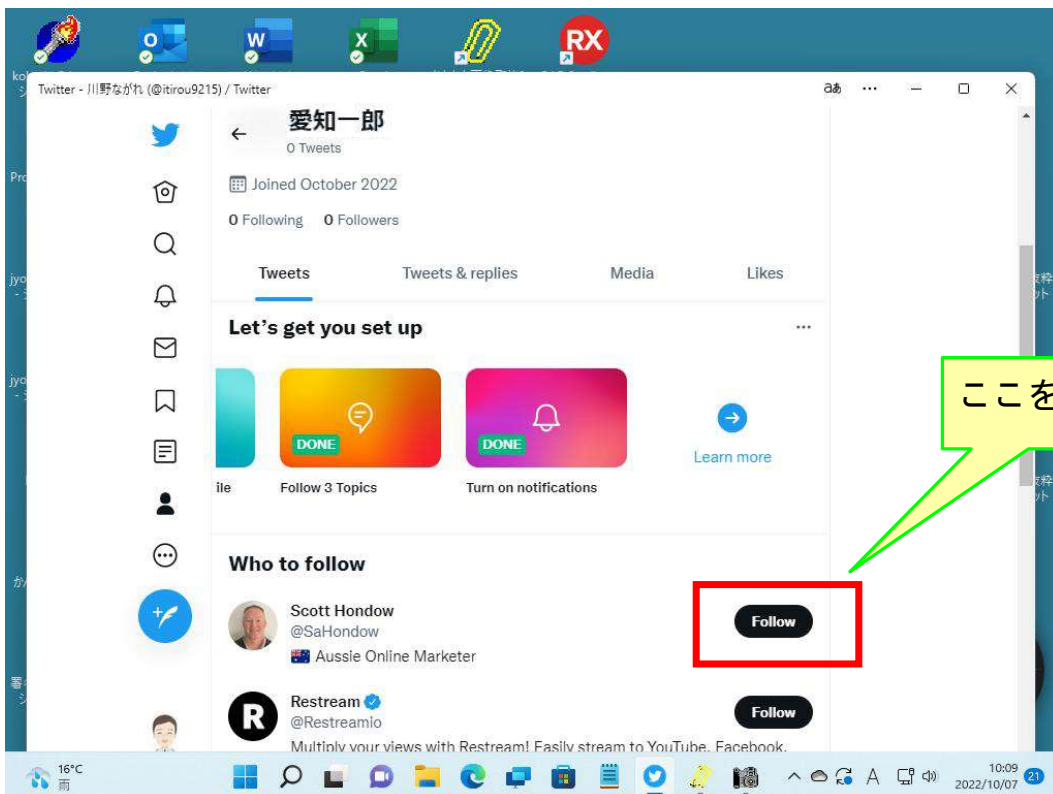 Twitter - 川野ながれ (@itirou9215) / Twitter
aあ
愛知一郎
0 Tweets
Joined October 2022
0 Following 0 Followers
Tweets Tweets & replies Media Likes
Let's get you set up
DONE
DONE
Learn more
ile Follow 3 Topics Turn on notifications
ここを
Who to follow
Scott Hondow
@SaHondow
Aussie Online Marketer
Follow
Restream
@Restreamio
Follow
Multiply your views with Restream! Easily stream to YouTube, Facebook,
16°C
雨
A
10:09
2022/10/07
21